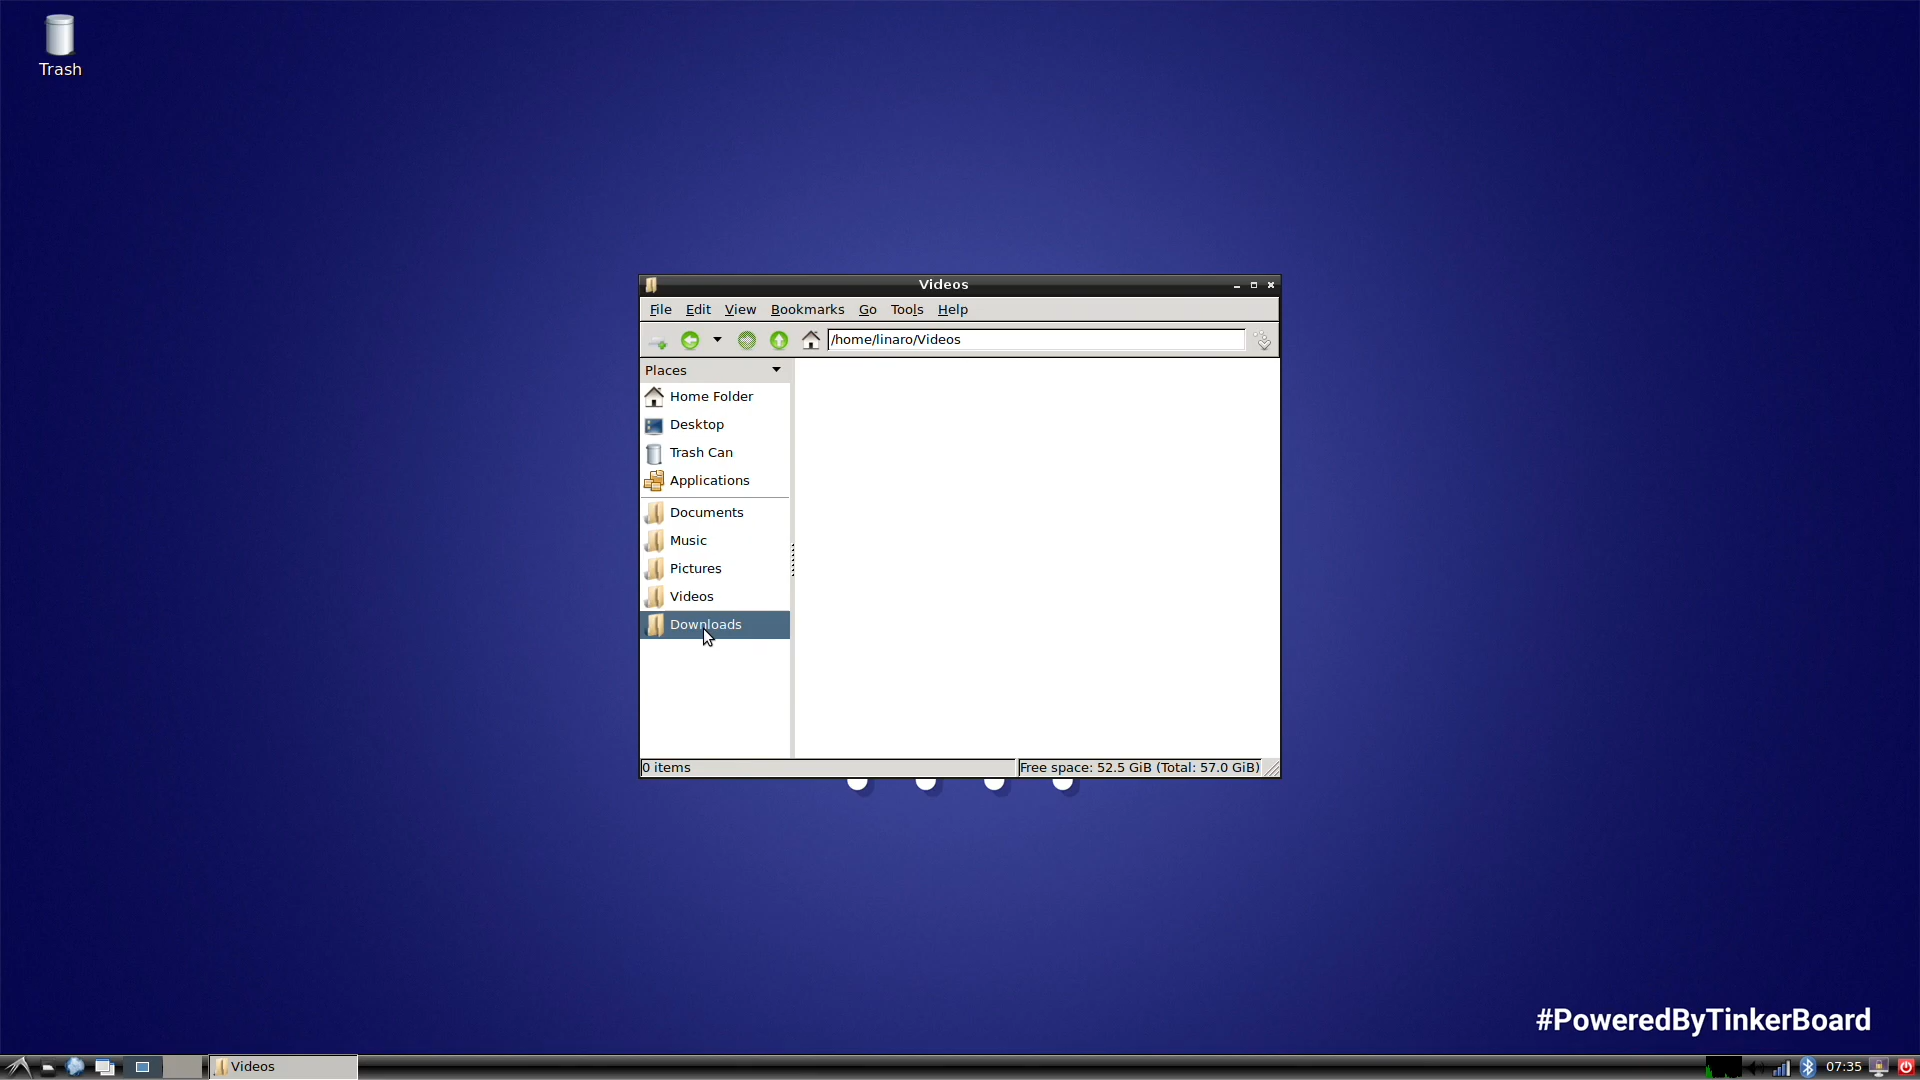 Trash
Videos
File Edit View Bookmarks Go Tools Help
/home/linaro/Videos
Places
Home Folder
Desktop
Trash Can
Applications
Documents
Music
Pictures
Videos
Downloads
0 items
Free space: 52.5 GiB (Total: 57.0 GiB)
#PoweredByTinkerBoard
Videos
07:35